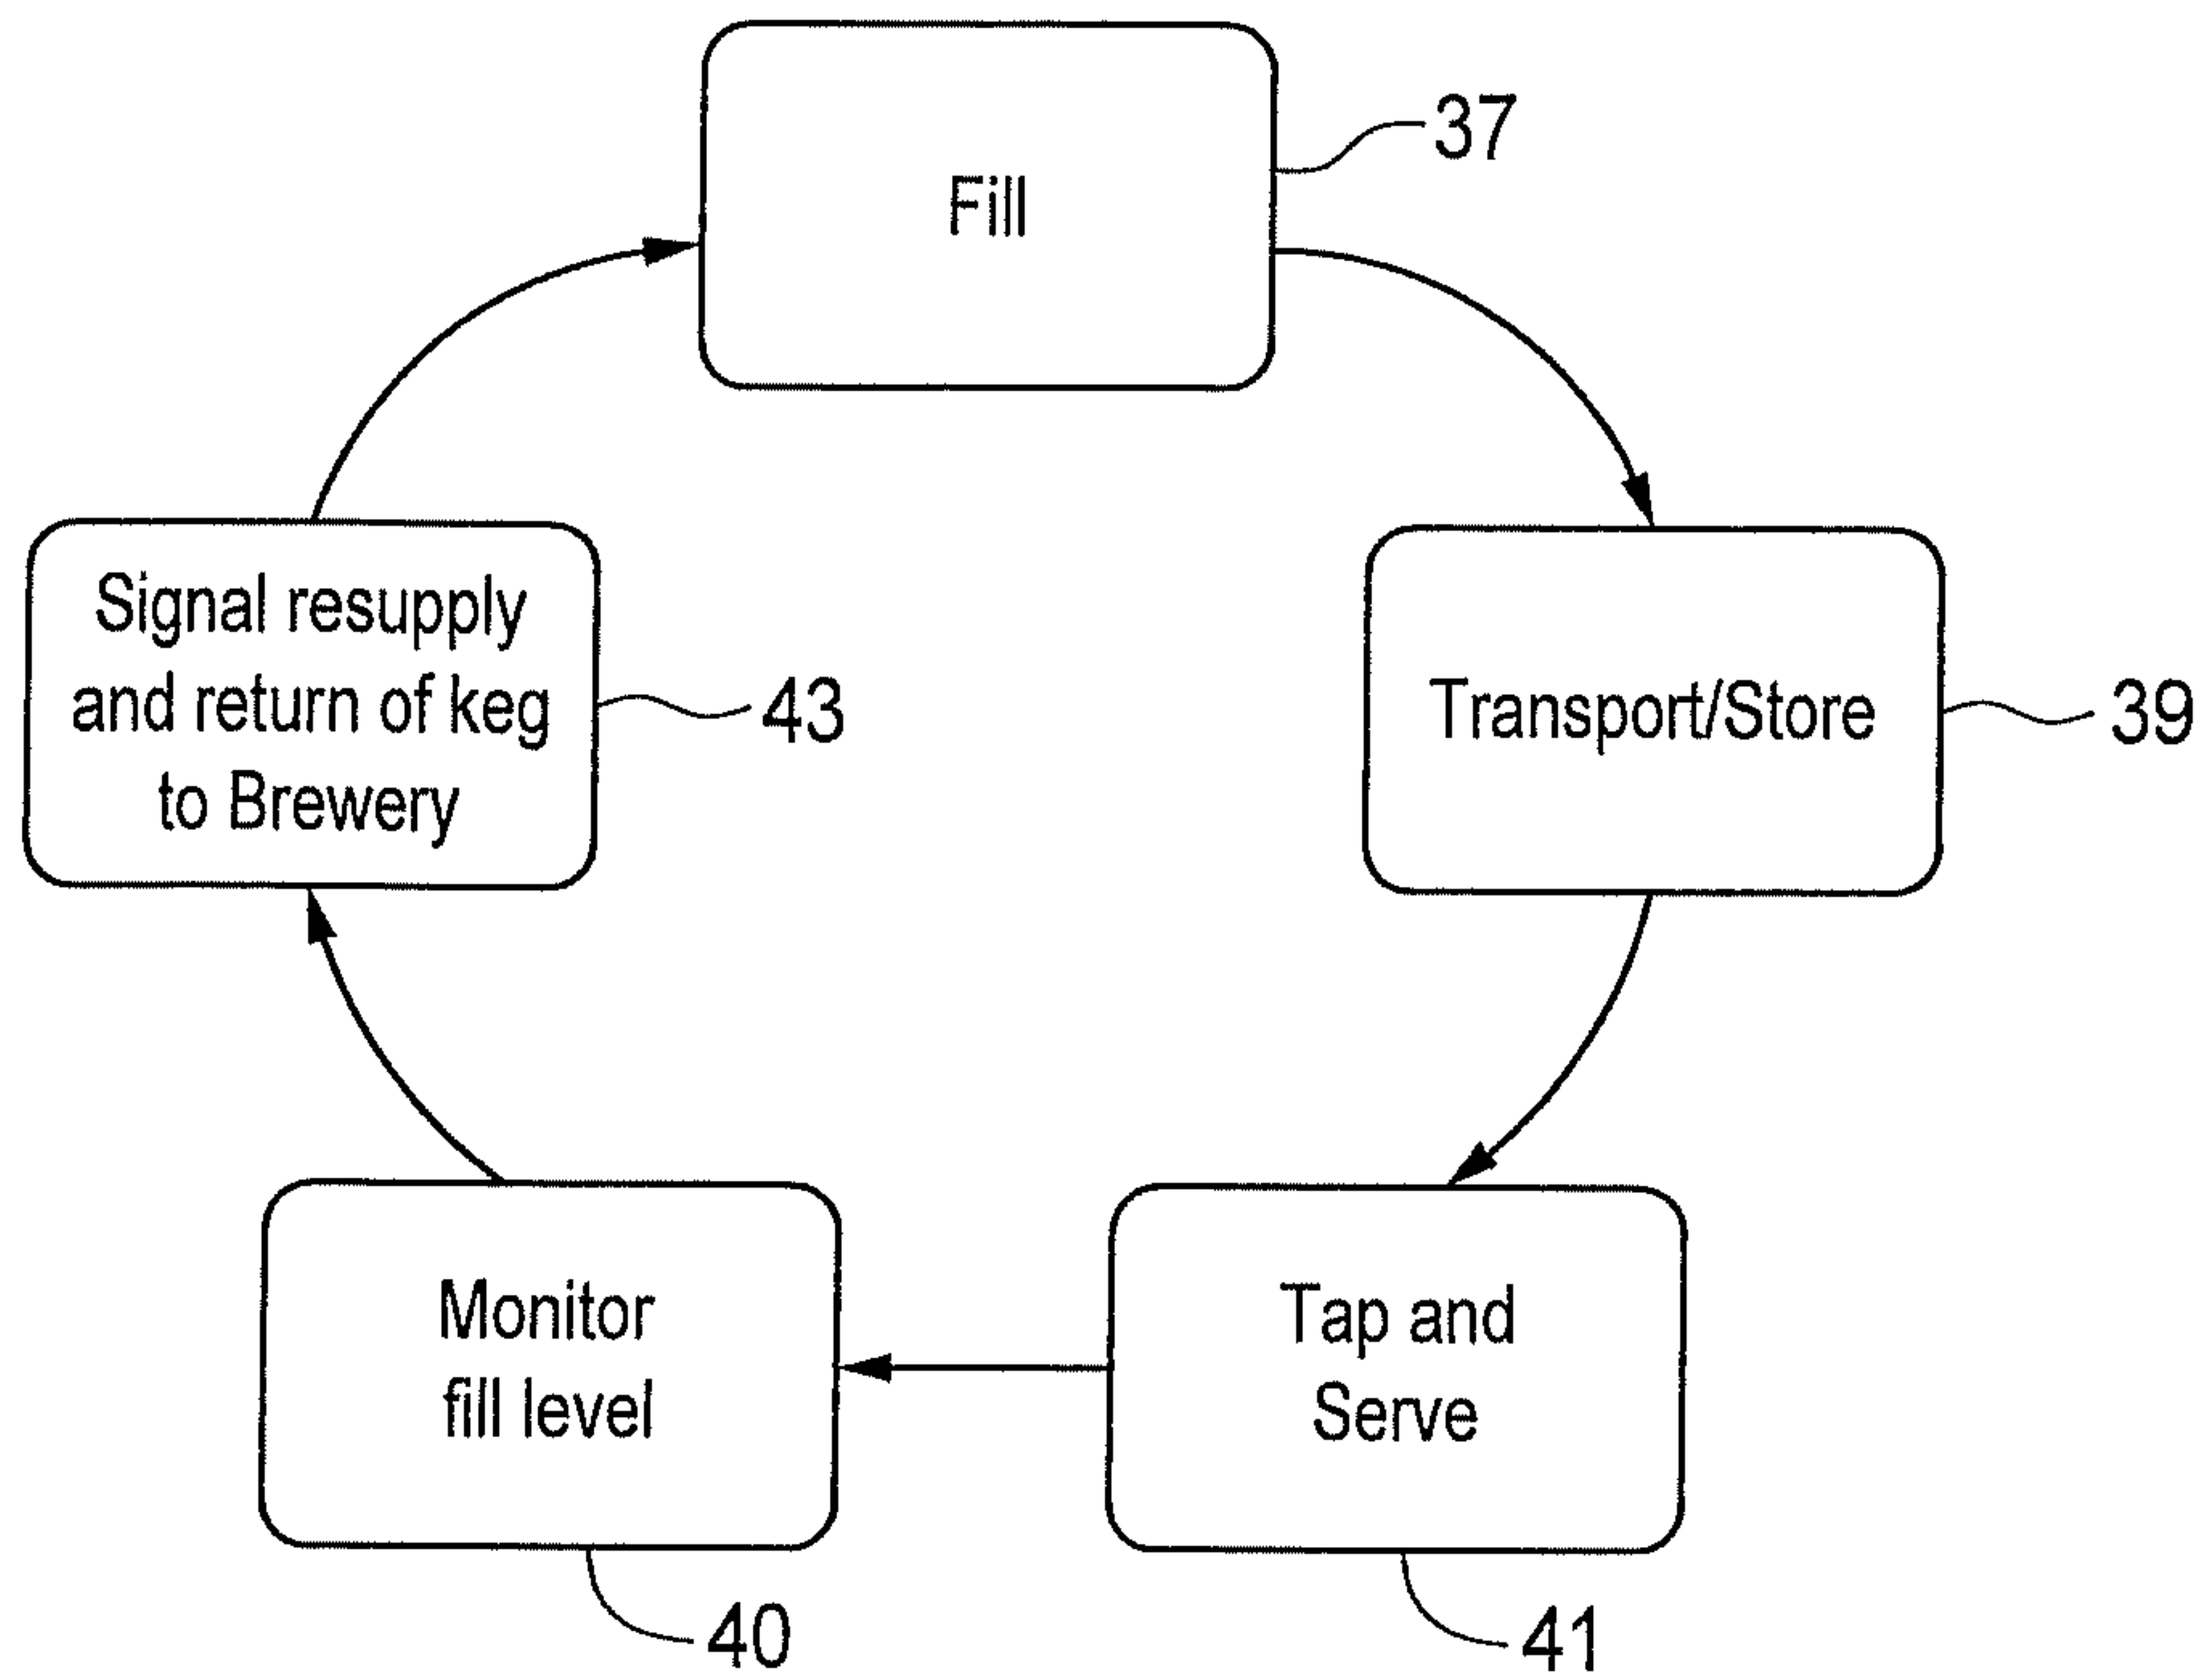 Fill
37
Signal resupply
and return of keg
to Brewery
43
Transport/Store
39
Monitor
fill level
40
Tap and
Serve
41